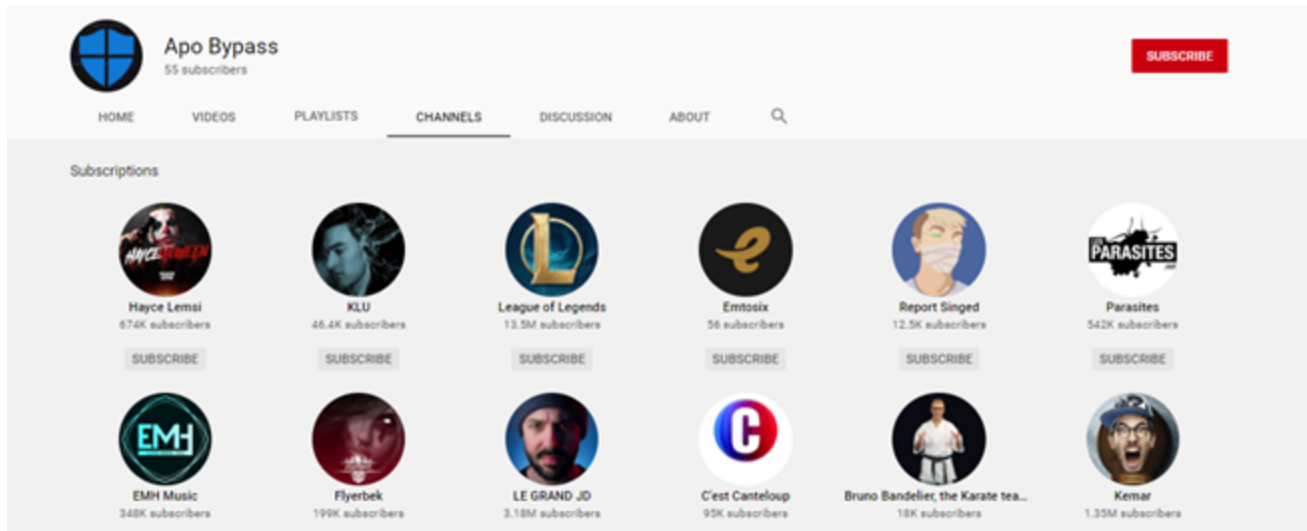 Apo Bypass
55 subscribers
SUBSCRIBE
HOME VIDEOS PLAYLISTS CHANNELS DISCUSSION ABOUT
Subscriptions
HAYCE
PARASITES
Hayce Lemsi KLU League of Legends Emtosix Report Singed Parasites
674K subscribers 46.4K subscribers 13.5M subscribers 56 subscribers 12.5K subscribers 542K subscribers
SUBSCRIBE SUBSCRIBE SUBSCRIBE SUBSCRIBE SUBSCRIBE SUBSCRIBE
EMH C
EMH Music Flyerbek LE GRAND JD C'est Canteloup Bruno Bandelier, the Karate tea... Kemar
348K subscribers 199K subscribers 3.18M subscribers 95K subscribers 18K subscribers 1.35M subscribers